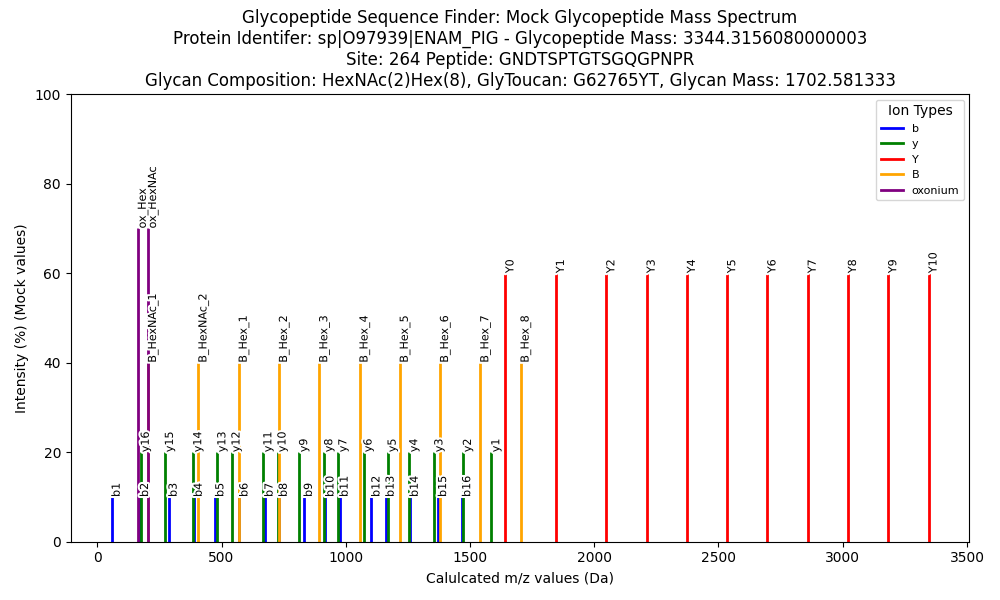 Glycopeptide Sequence Finder: Mock Glycopeptide Mass Spectrum
Protein Identifer: sp|O97939|ENAM_PIG - Glycopeptide Mass: 3344.3156080000003
Site: 264 Peptide: GNDTSPTGTSGQGPNPR
Glycan Composition: HexNAc(2)Hex(8), GlyToucan: G62765YT, Glycan Mass: 1702.581333
Intensity (%) (Mock values)
100
80
60
40
20
0
Ion Types
b
y
Y
B
oxonium
ox_Hex
ox_HexNAc
Y0
Y1
Y2
Y3
Y4
Y5
Y6
Y7
Y8
Y9
Y10
B_HexNAc_1
B_HexNAc_2
B_Hex_1
B_Hex_2
B_Hex_3
B_Hex_4
B_Hex_5
B_Hex_6
B_Hex_7
B_Hex_8
y16
y15
y14
y13
y12
y11
y10
y9
y8
y7
y6
y5
y4
y3
y2
y1
b1
b2
b3
b4
b5
b6
b7
b8
b9
b10
b11
b12
b13
b14
b15
b16
0
500
1000
1500
2000
2500
3000
3500
Calulcated m/z values (Da)